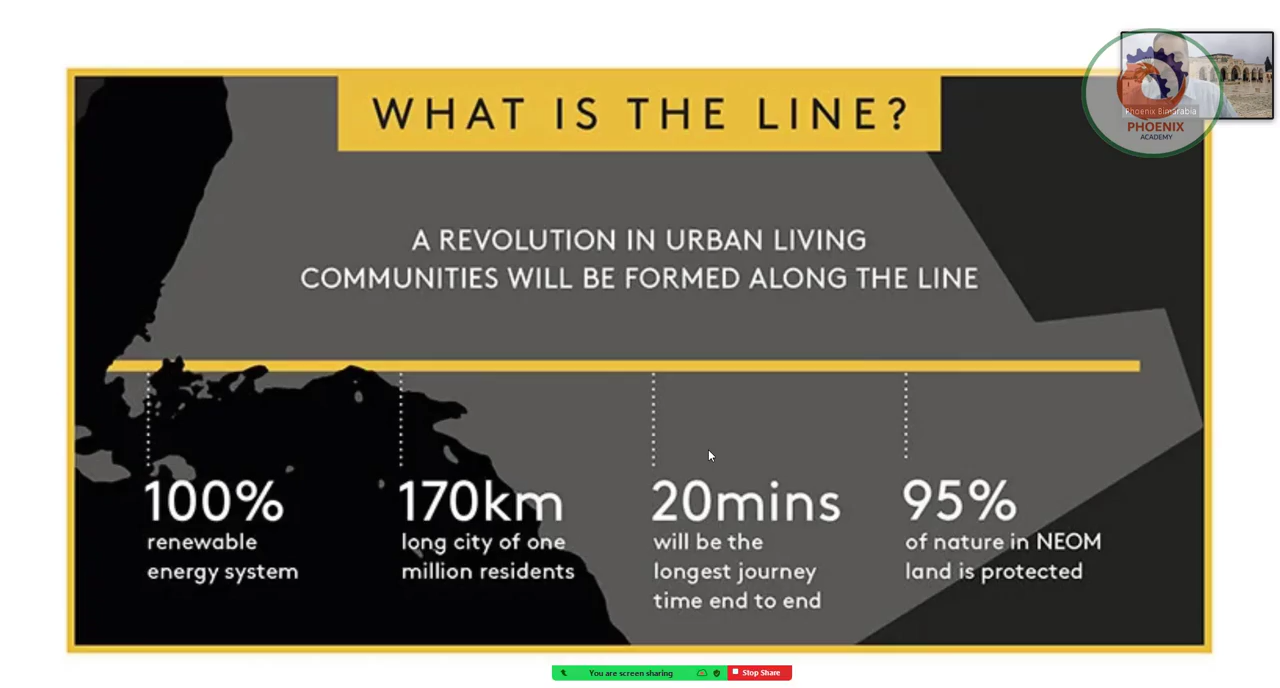 WHAT IS THE LINE?
Phoenix Bimarabia
PHOENIX
ACADEMY
A REVOLUTION IN URBAN LIVING
COMMUNITIES WILL BE FORMED ALONG THE LINE
100%
renewable
energy system
170km
long city of one
million residents
20mins
will be the
longest journey
time end to end
95%
of nature in NEOM
land is protected
You are screen sharing
Stop Share